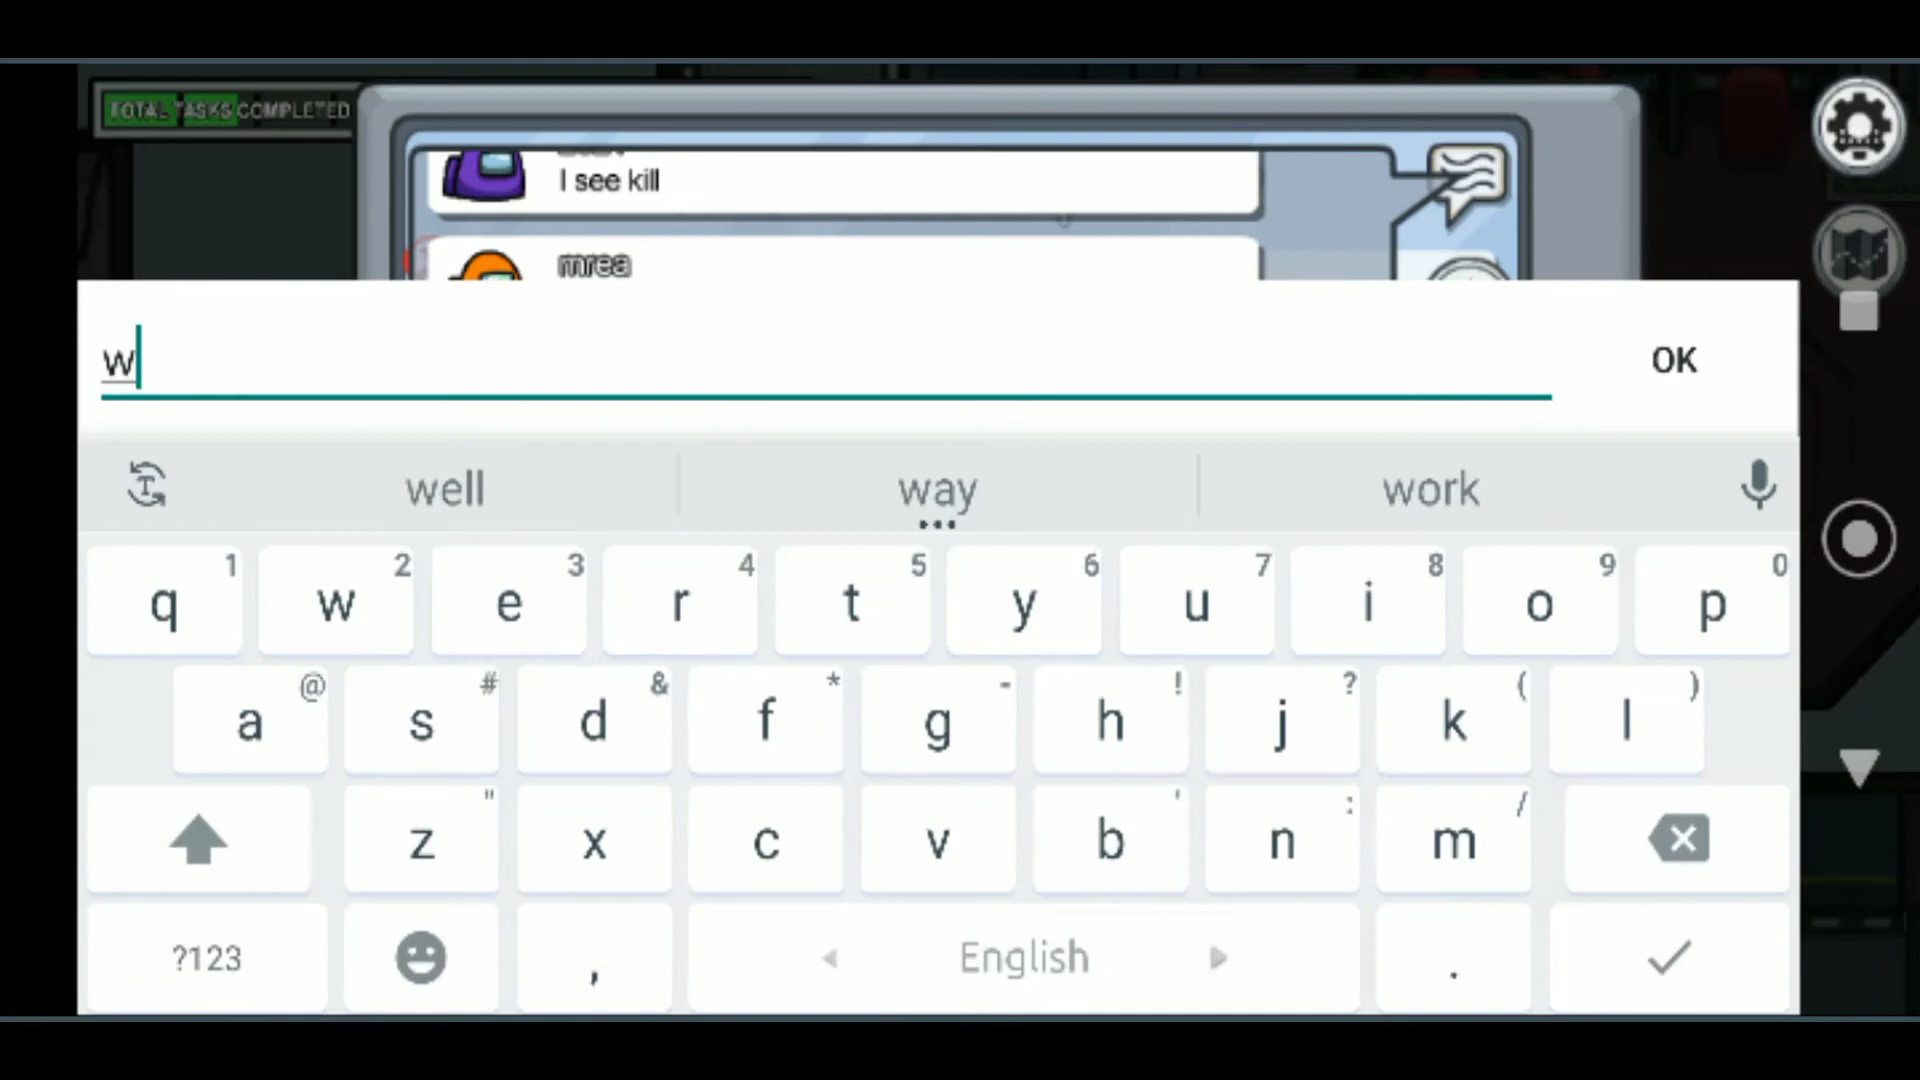 TOTAL TASKS COMPLETED
I see kill
mrea
w
OK
well way work
1 2 3 4 5 6 7 8 9 0
q w e r t y u i o p
@ # & * - ! ? ( )
a s d f g h j k l
" ' : /
z x c v b n m
?123 , English .